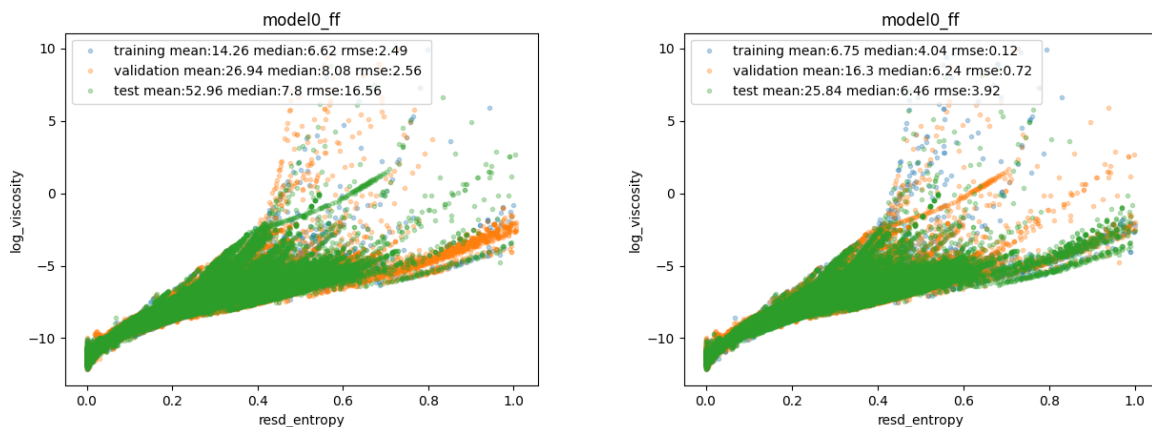 model0_ff
training mean:14.26 median:6.62 rmse:2.49
validation mean:26.94 median:8.08 rmse:2.56
test mean:52.96 median:7.8 rmse:16.56
10
5
0
−5
−10
log_viscosity
0.0 0.2 0.4 0.6 0.8 1.0
resd_entropy
model0_ff
training mean:6.75 median:4.04 rmse:0.12
validation mean:16.3 median:6.24 rmse:0.72
test mean:25.84 median:6.46 rmse:3.92
10
5
0
−5
−10
log_viscosity
0.0 0.2 0.4 0.6 0.8 1.0
resd_entropy